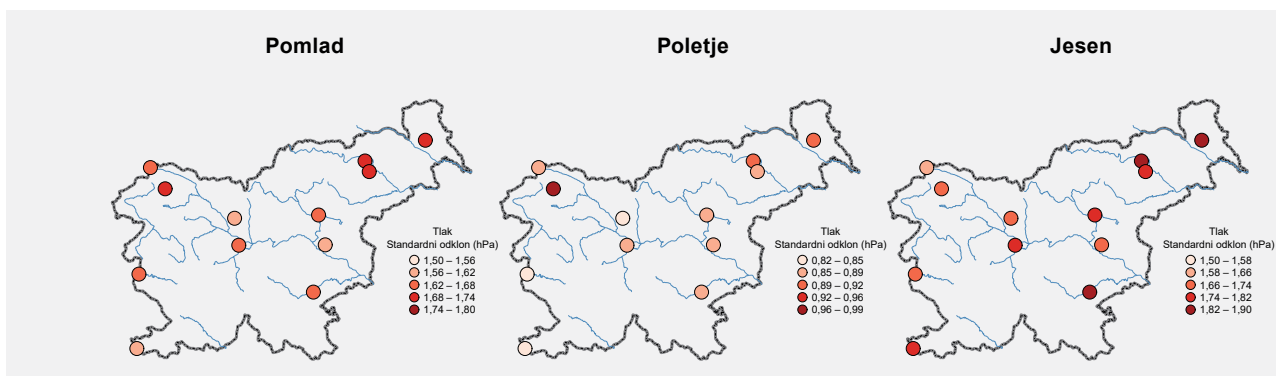 Pomlad
Poletje
Jesen
Tlak
Standardni odklon (hPa)
1,50 – 1,56
1,56 – 1,62
1,62 – 1,68
1,68 – 1,74
1,74 – 1,80
Tlak
Standardni odklon (hPa)
0,82 – 0,85
0,85 – 0,89
0,89 – 0,92
0,92 – 0,96
0,96 – 0,99
Tlak
Standardni odklon (hPa)
1,50 – 1,58
1,58 – 1,66
1,66 – 1,74
1,74 – 1,82
1,82 – 1,90